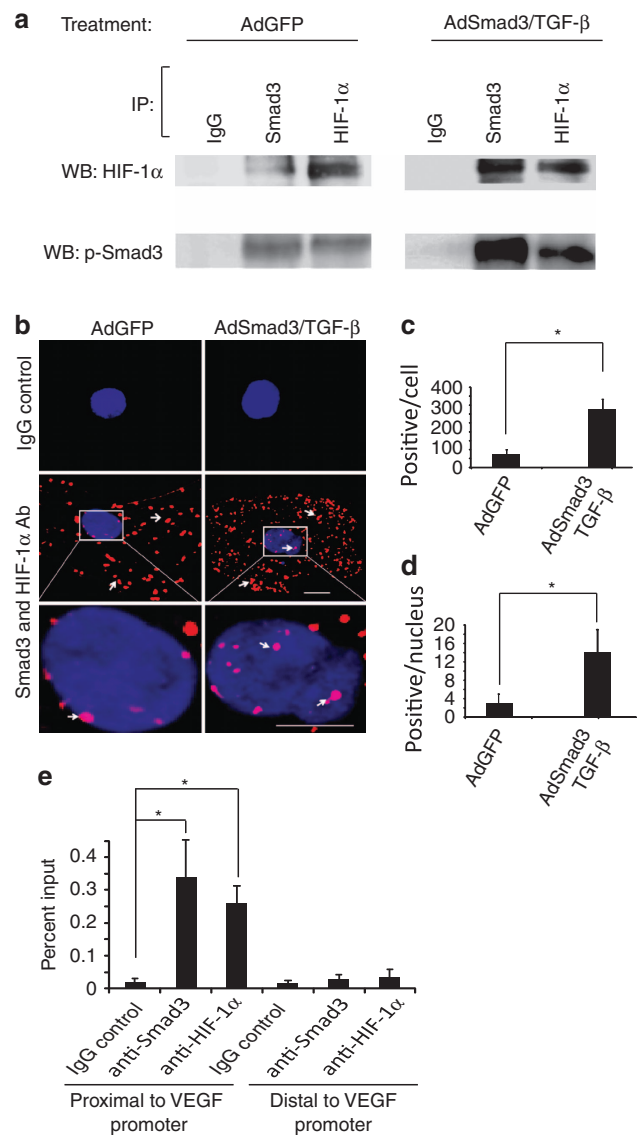 a
Treatment: AdGFP AdSmad3/TGF-β
IP:
IgG Smad3 HIF-1α IgG Smad3 HIF-1α
WB: HIF-1α
WB: p-Smad3
b
AdGFP AdSmad3/TGF-β
IgG control
Smad3 and HIF-1α Ab
c
*
Positive/cell
400
300
200
100
0
AdGFP
AdSmad3
TGF-β
d
*
Positive/nucleus
20
16
12
8
4
0
AdGFP
AdSmad3
TGF-β
e
*
*
Percent input
0.4
0.3
0.2
0.1
0
IgG control
anti-Smad3
anti-HIF-1α
IgG control
anti-Smad3
anti-HIF-1α
Proximal to VEGF
promoter
Distal to VEGF
promoter